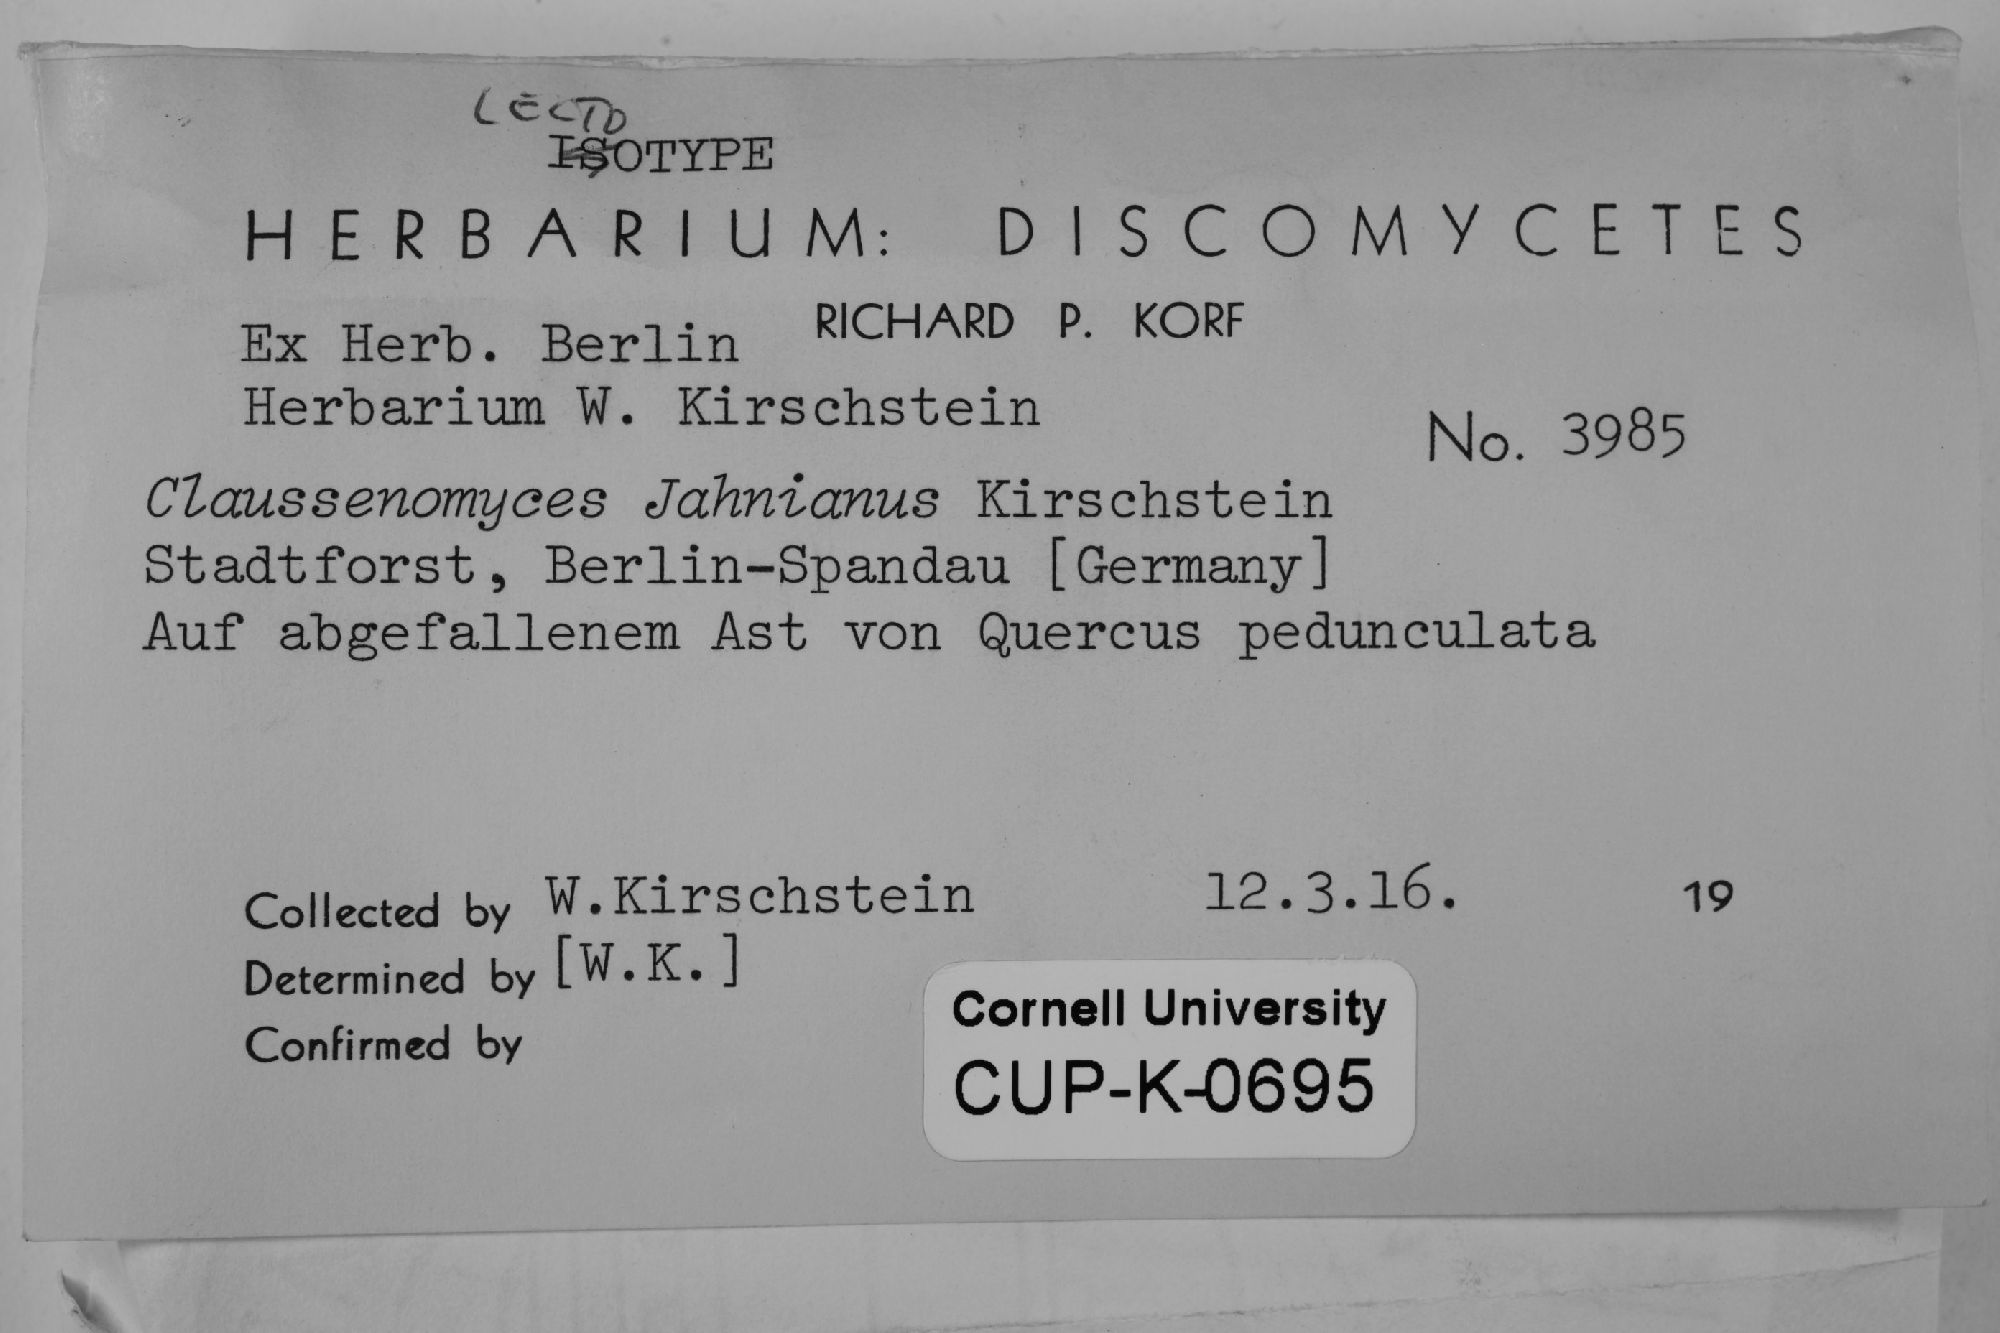 LECTO
ISOTYPE
HERBARIUM: DISCOMYCETES
RICHARD P. KORF
Ex Herb. Berlin
Herbarium W. Kirschstein
No. 3985
Claussenomyces Jahnianus Kirschstein
Stadtforst, Berlin-Spandau [Germany]
Auf abgefallenem Ast von Quercus pedunculata
Collected by W.Kirschstein 12.3.16. 19
Determined by [W.K.]
Confirmed by
Cornell University
CUP-K-0695